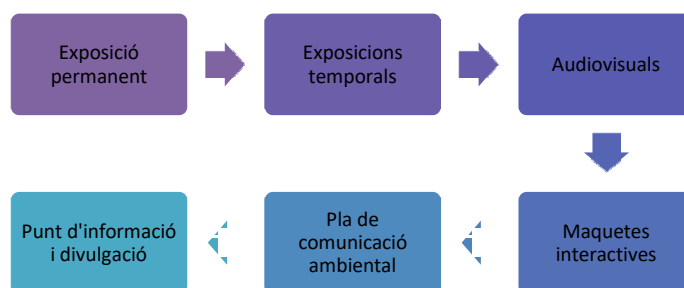 Exposició
permanent
Exposicions
temporals
Audiovisuals
Maquetes
interactives
Pla de
comunicació
ambiental
Punt d'informació
i divulgació